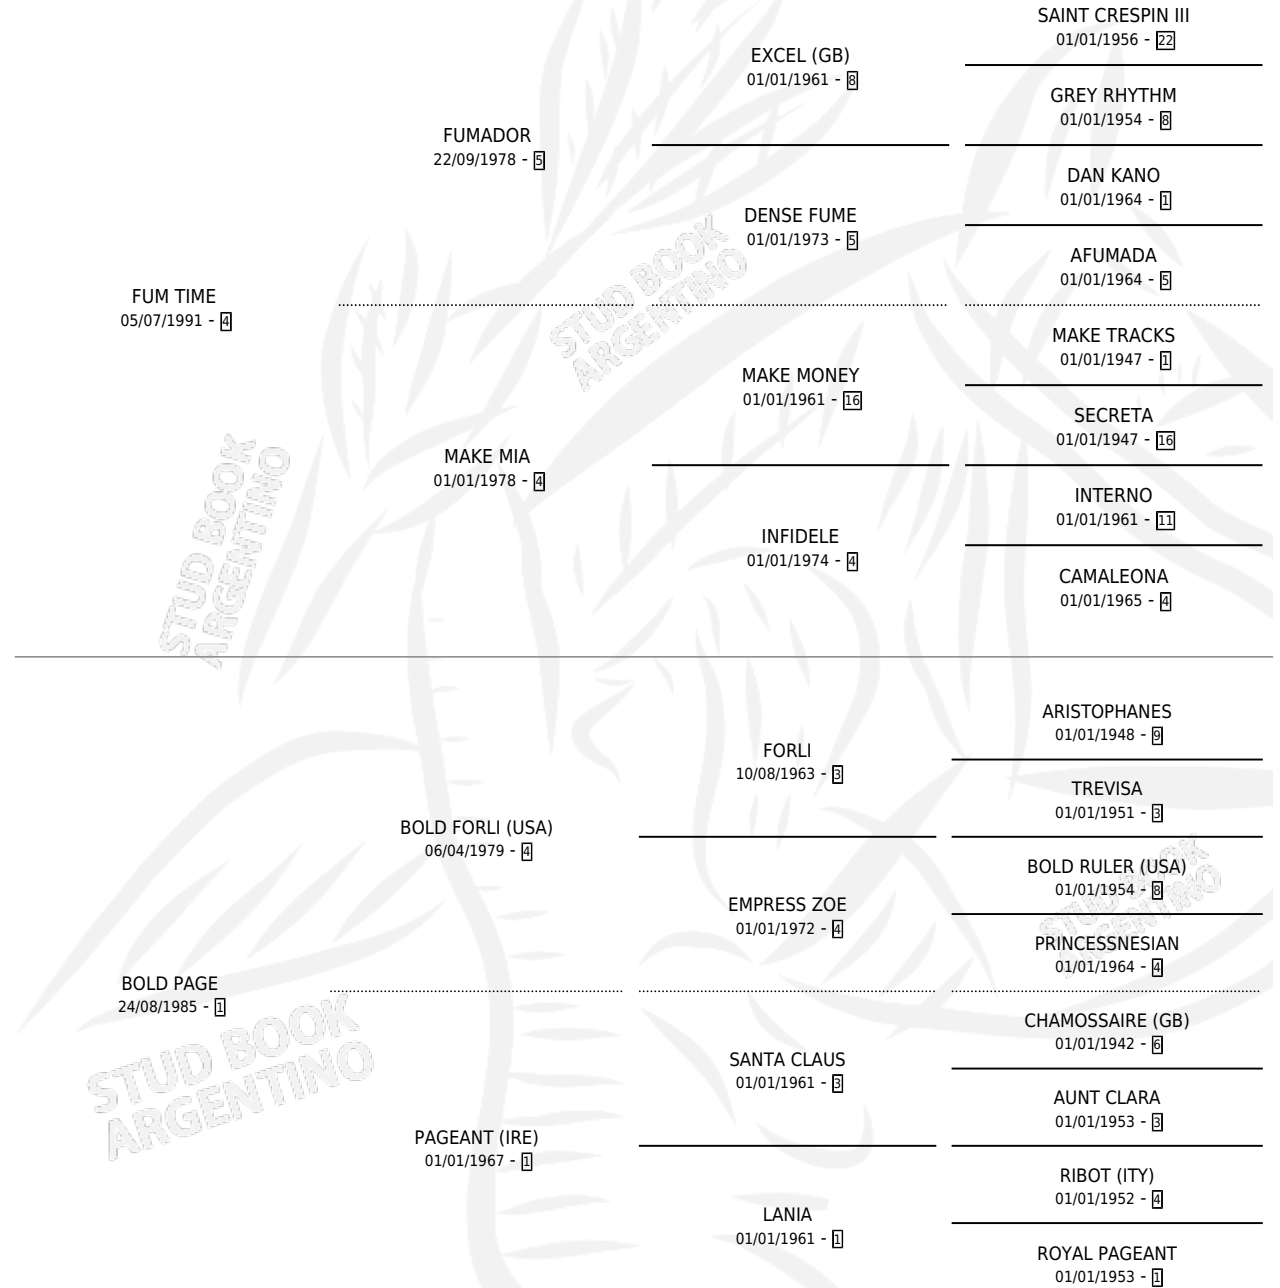 SAINT CRESPIN III
01/01/1956 - 22
EXCEL (GB)
01/01/1961 - 8
GREY RHYTHM
01/01/1954 - 8
FUMADOR
22/09/1978 - 5
DAN KANO
01/01/1964 - 1
DENSE FUME
01/01/1973 - 5
AFUMADA
01/01/1964 - 5
FUM TIME
05/07/1991 - 4
MAKE TRACKS
01/01/1947 - 1
MAKE MONEY
01/01/1961 - 16
SECRETA
01/01/1947 - 16
MAKE MIA
01/01/1978 - 4
INTERNO
01/01/1961 - 11
INFIDELE
01/01/1974 - 4
CAMALEONA
01/01/1965 - 4
STUD BOOK
ARGENTINO
STUD BOOK
ARGENTINO
ARISTOPHANES
01/01/1948 - 9
FORLI
10/08/1963 - 3
TREVISA
01/01/1951 - 3
BOLD FORLI (USA)
06/04/1979 - 4
BOLD RULER (USA)
01/01/1954 - 8
EMPRESS ZOE
01/01/1972 - 4
PRINCESSNESIAN
01/01/1964 - 4
BOLD PAGE
24/08/1985 - 1
CHAMOSSAIRE (GB)
01/01/1942 - 6
SANTA CLAUS
01/01/1961 - 3
AUNT CLARA
01/01/1953 - 3
PAGEANT (IRE)
01/01/1967 - 1
RIBOT (ITY)
01/01/1952 - 4
LANIA
01/01/1961 - 1
ROYAL PAGEANT
01/01/1953 - 1
STUD BOOK
ARGENTINO
STUD BOOK
ARGENTINO